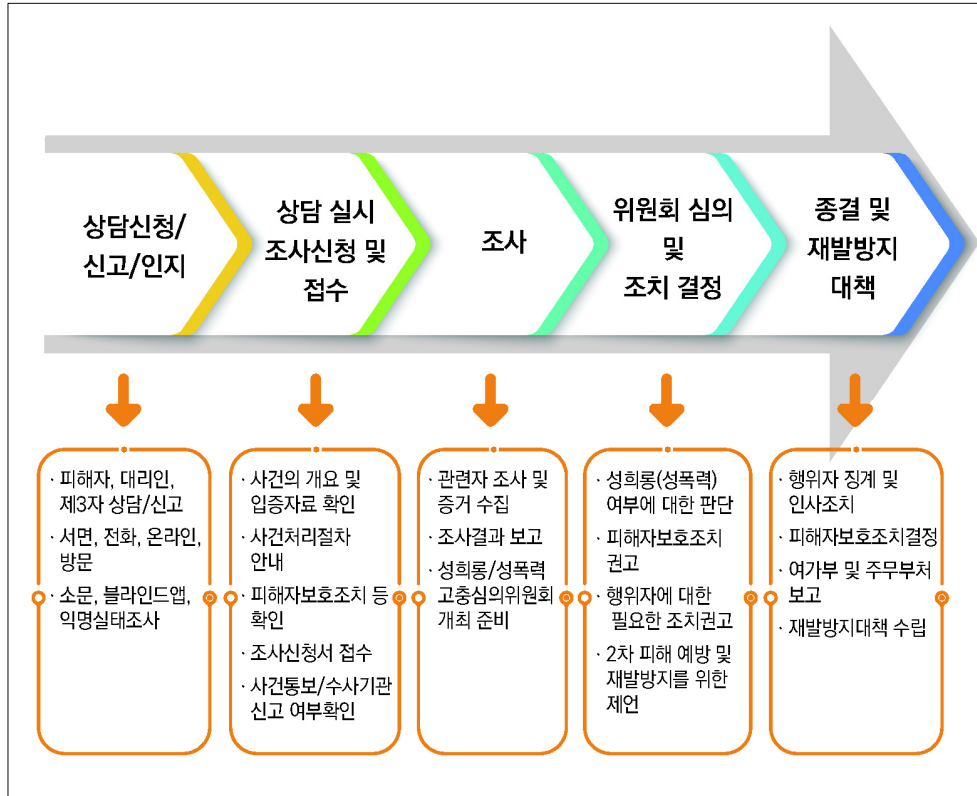 상담신청/
신고/인지
상담 실시
조사신청 및
접수
조사
위원회 심의
및
조치 결정
종결 및
재발방지
대책
· 피해자, 대리인,
제3자 상담/신고
· 서면, 전화, 온라인,
방문
· 소문, 블라인드앱,
익명실태조사
· 사건의 개요 및
입증자료 확인
· 사건처리절차
안내
· 피해자보호조치 등
확인
· 조사신청서 접수
· 사건통보/수사기관
신고 여부확인
· 관련자 조사 및
증거 수집
· 조사결과 보고
· 성희롱/성폭력
고충심의위원회
개최 준비
· 성희롱(성폭력)
여부에 대한 판단
· 피해자보호조치
권고
· 행위자에 대한
필요한 조치권고
· 2차 피해 예방 및
재발방지를 위한
제언
· 행위자 징계 및
인사조치
· 피해자보호조치결정
· 여가부 및 주무부처
보고
· 재발방지대책 수립